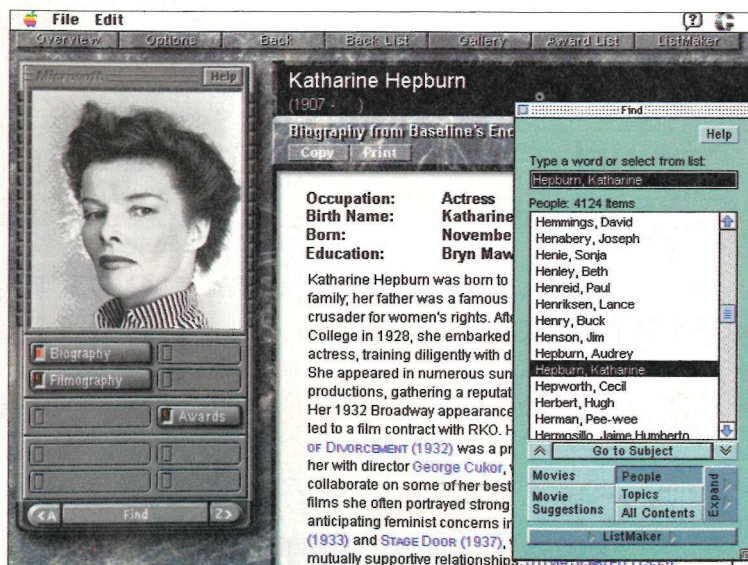 File Edit
Overview Options Back Back List Gallery Award List ListMaker
Microsoft Help
Biography
Filmography
Awards
<A Find Z>
Katharine Hepburn
(1907 - )
Biography from Baseline's Enc
Copy Print
Occupation: Actress
Birth Name: Katharine
Born: Novembe
Education: Bryn Maw
Katharine Hepburn was born to
family; her father was a famous
crusader for women's rights. Afte
College in 1928, she embarked
actress, training diligently with d
She appeared in numerous sum
productions, gathering a reputat
Her 1932 Broadway appearance
led to a film contract with RKO. H
OF DIVORCEMENT (1932) was a pr
her with director George Cukor,
collaborate on some of her best
films she often portrayed strong
anticipating feminist concerns in
(1933) and STAGE DOOR (1937),
mutually supportive relationships.
Find
Help
Type a word or select from list:
Hepburn, Katharine
People: 4124 Items
Hemmings, David
Henabery, Joseph
Henie, Sonja
Henley, Beth
Henreid, Paul
Henriksen, Lance
Henry, Buck
Henson, Jim
Hepburn, Audrey
Hepburn, Katharine
Hepworth, Cecil
Herbert, Hugh
Herman, Pee-wee
Hermosillo, Jaime Humberto
Go to Subject
Movies People
Movie Suggestions Topics
All Contents
Expand
ListMaker